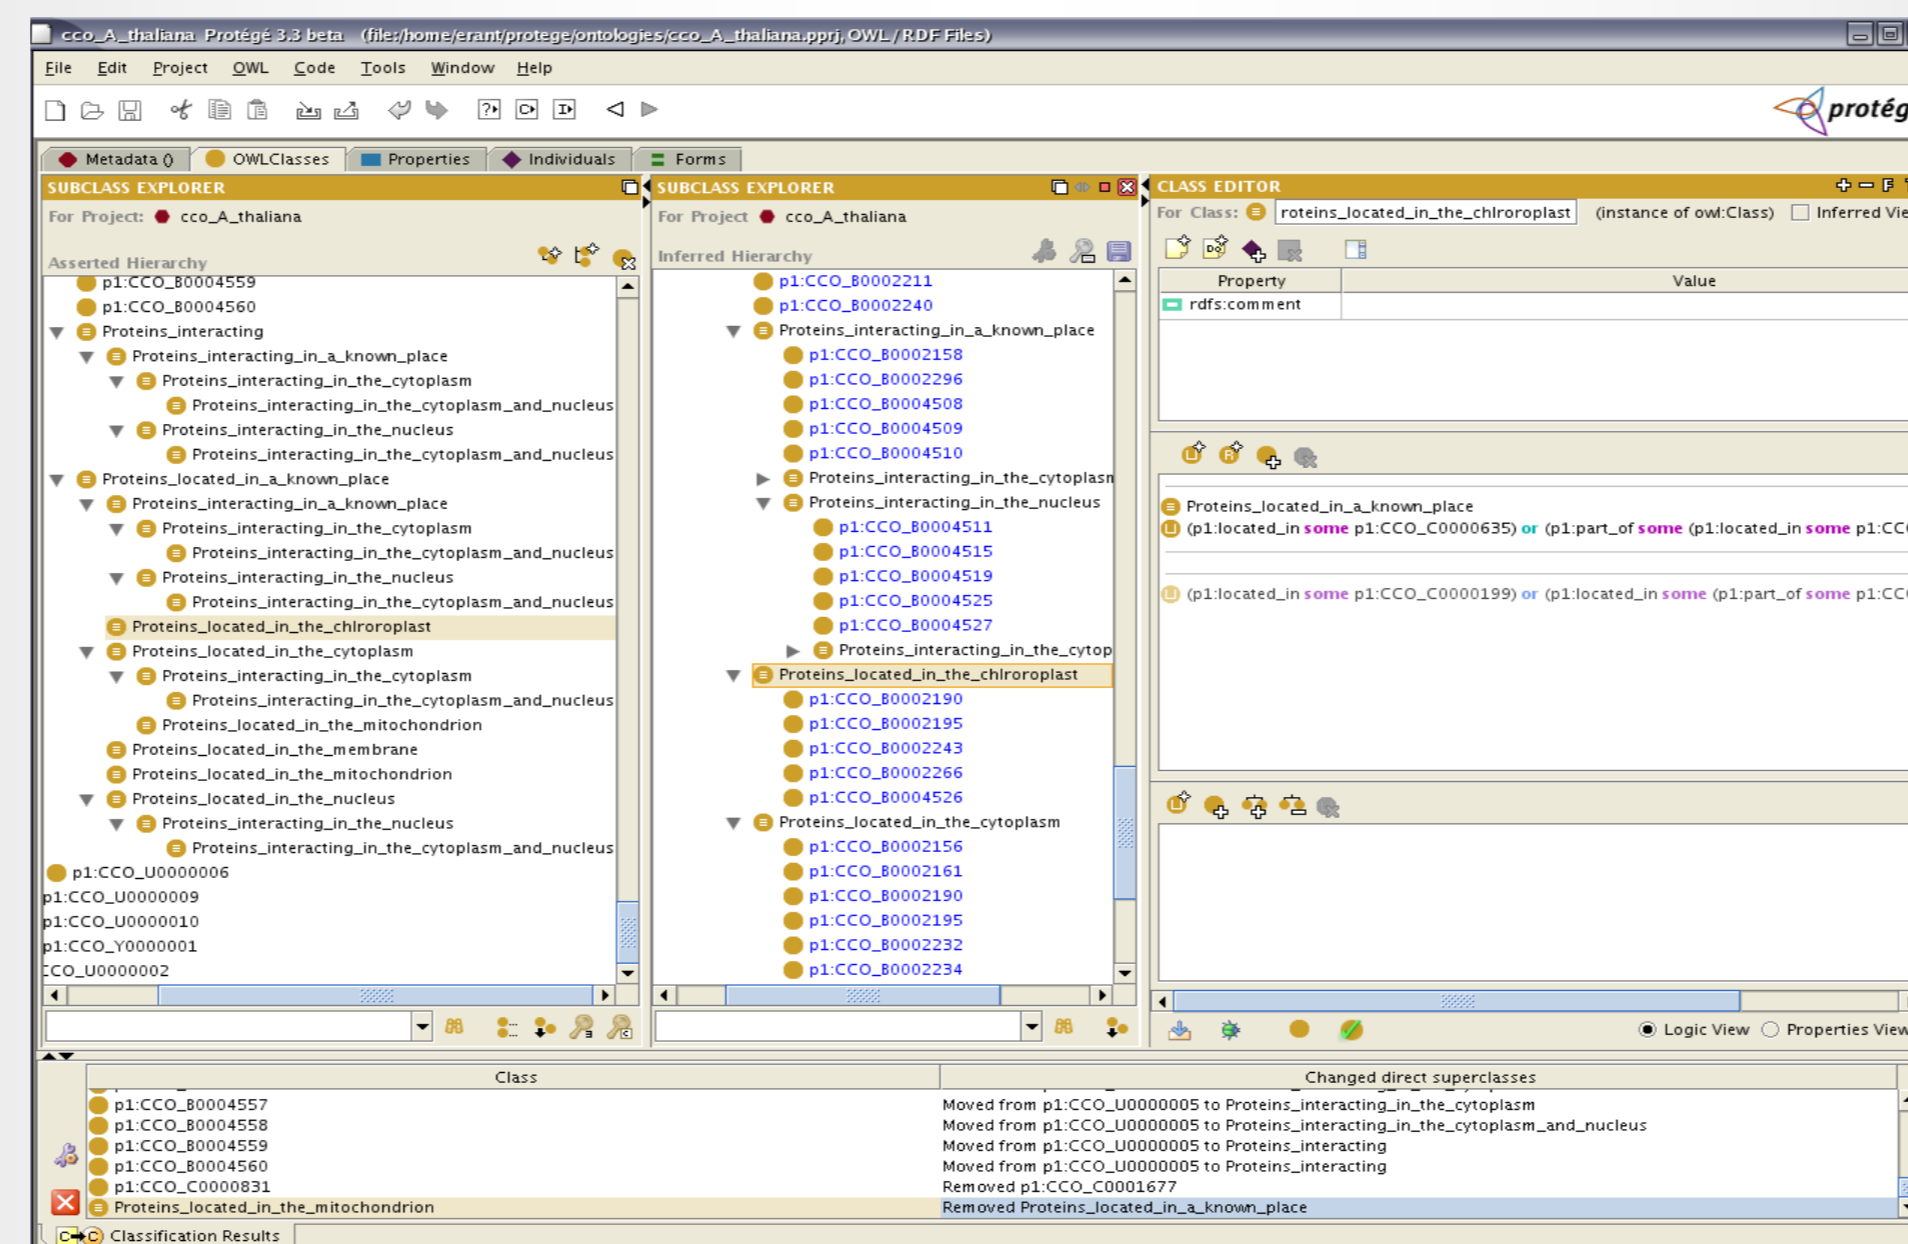 cco_A_thaliana Protégé 3.3 beta (file:/home/erant/protege/ontologies/cco_A_thaliana.pprj, OWL / RDF Files)
File Edit Project OWL Code Tools Window Help
protég
Metadata () OWLClasses Properties Individuals Forms
SUBCLASS EXPLORER
For Project: cco_A_thaliana
Asserted Hierarchy
p1:CCO_B0004559
p1:CCO_B0004560
Proteins_interacting
Proteins_interacting_in_a_known_place
Proteins_interacting_in_the_cytoplasm
Proteins_interacting_in_the_cytoplasm_and_nucleus
Proteins_interacting_in_the_nucleus
Proteins_interacting_in_the_cytoplasm_and_nucleus
Proteins_located_in_a_known_place
Proteins_interacting_in_a_known_place
Proteins_interacting_in_the_cytoplasm
Proteins_interacting_in_the_cytoplasm_and_nucleus
Proteins_interacting_in_the_nucleus
Proteins_interacting_in_the_cytoplasm_and_nucleus
Proteins_located_in_the_chlroroplast
Proteins_located_in_the_cytoplasm
Proteins_interacting_in_the_cytoplasm
Proteins_interacting_in_the_cytoplasm_and_nucleus
Proteins_located_in_the_mitochondrion
Proteins_located_in_the_membrane
Proteins_located_in_the_mitochondrion
Proteins_located_in_the_nucleus
Proteins_interacting_in_the_nucleus
Proteins_interacting_in_the_cytoplasm_and_nucleus
p1:CCO_U0000006
p1:CCO_U0000009
p1:CCO_U0000010
p1:CCO_Y0000001
CCO_U0000002
SUBCLASS EXPLORER
For Project cco_A_thaliana
Inferred Hierarchy
p1:CCO_B0002211
p1:CCO_B0002240
Proteins_interacting_in_a_known_place
p1:CCO_B0002158
p1:CCO_B0002296
p1:CCO_B0004508
p1:CCO_B0004509
p1:CCO_B0004510
Proteins_interacting_in_the_cytoplasm
Proteins_interacting_in_the_nucleus
p1:CCO_B0004511
p1:CCO_B0004515
p1:CCO_B0004519
p1:CCO_B0004525
p1:CCO_B0004527
Proteins_interacting_in_the_cytop
Proteins_located_in_the_chlroroplast
p1:CCO_B0002190
p1:CCO_B0002195
p1:CCO_B0002243
p1:CCO_B0002266
p1:CCO_B0004526
Proteins_located_in_the_cytoplasm
p1:CCO_B0002156
p1:CCO_B0002161
p1:CCO_B0002190
p1:CCO_B0002195
p1:CCO_B0002232
p1:CCO_B0002234
CLASS EDITOR
For Class: roteins_located_in_the_chlroroplast (instance of owl:Class) Inferred Vie
Property Value
rdfs:comment
Proteins_located_in_a_known_place
(p1:located_in some p1:CCO_C0000635) or (p1:part_of some (p1:located_in some p1:CCO
(p1:located_in some p1:CCO_C0000199) or (p1:located_in some (p1:part_of some p1:CCO
Logic View Properties View
Class Changed direct superclasses
p1:CCO_B0004557 Moved from p1:CCO_U0000005 to Proteins_interacting_in_the_cytoplasm
p1:CCO_B0004558 Moved from p1:CCO_U0000005 to Proteins_interacting_in_the_cytoplasm_and_nucleus
p1:CCO_B0004559 Moved from p1:CCO_U0000005 to Proteins_interacting
p1:CCO_B0004560 Moved from p1:CCO_U0000005 to Proteins_interacting
p1:CCO_C0000831 Removed p1:CCO_C0001677
Proteins_located_in_the_mitochondrion Removed Proteins_located_in_a_known_place
Classification Results